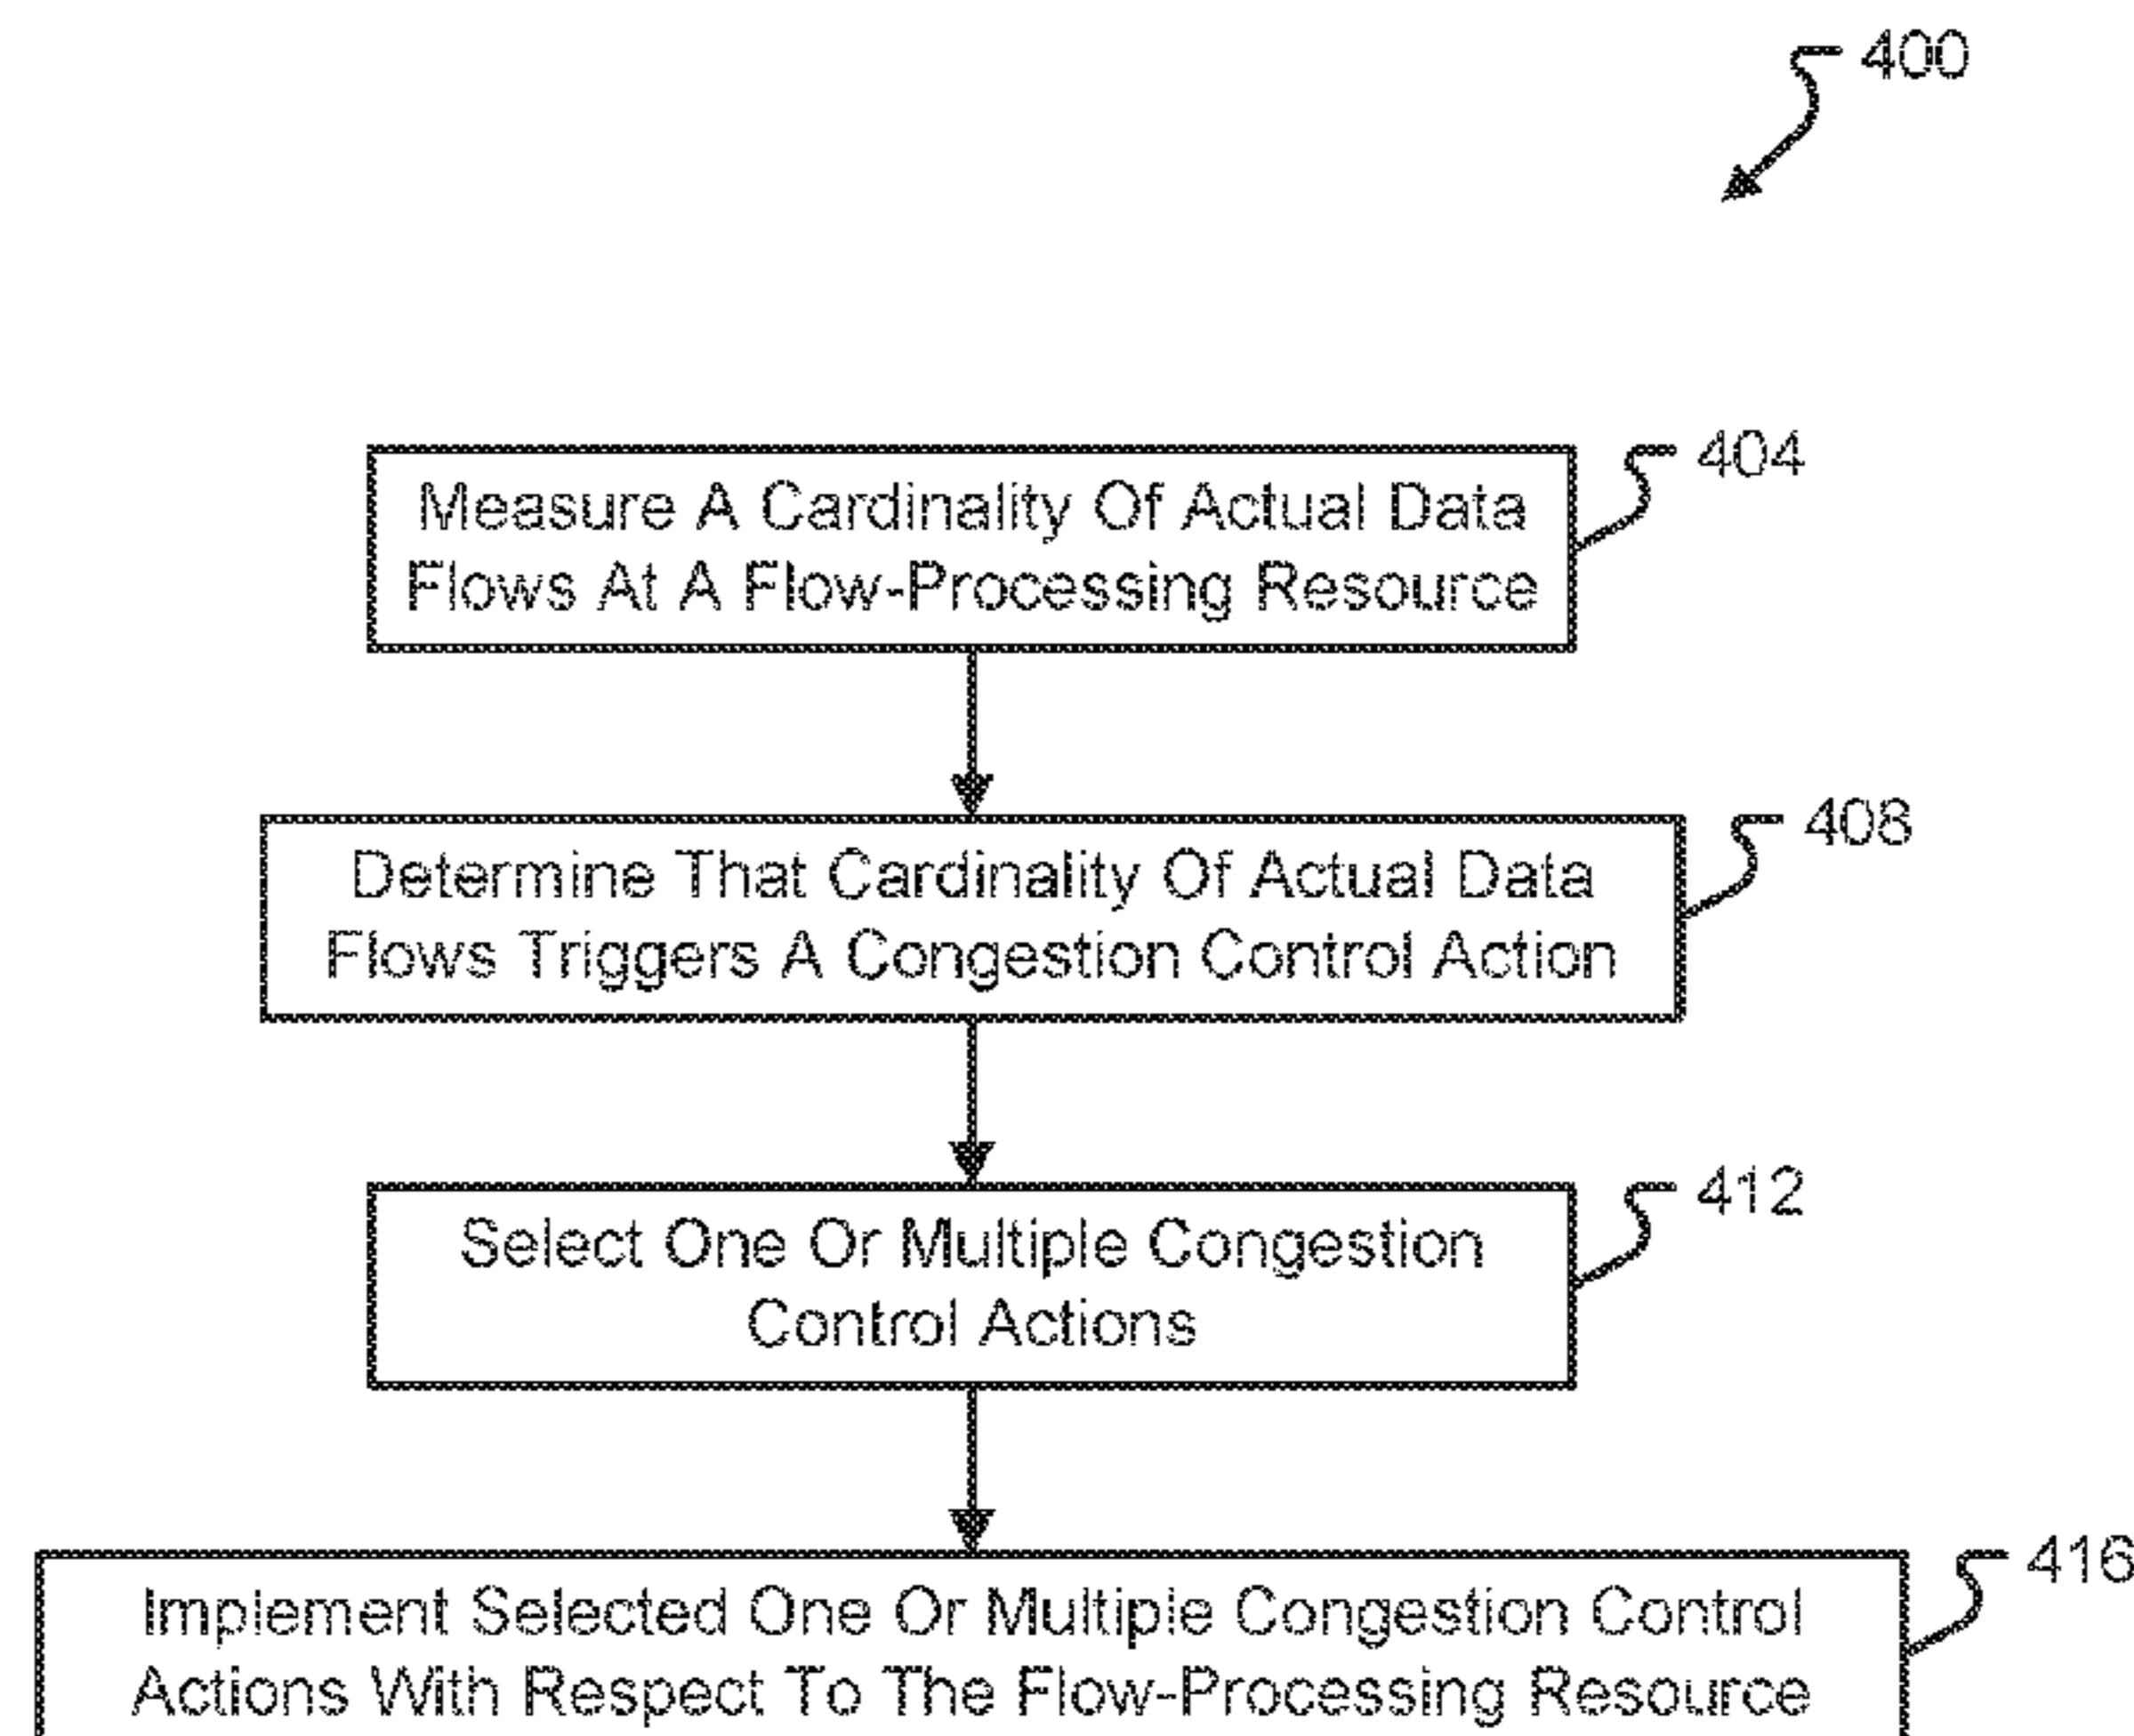 400
404
Measure A Cardinality Of Actual Data
Flows At A Flow-Processing Resource
408
Determine That Cardinality Of Actual Data
Flows Triggers A Congestion Control Action
412
Select One Or Multiple Congestion
Control Actions
416
Implement Selected One Or Multiple Congestion Control
Actions With Respect To The Flow-Processing Resource